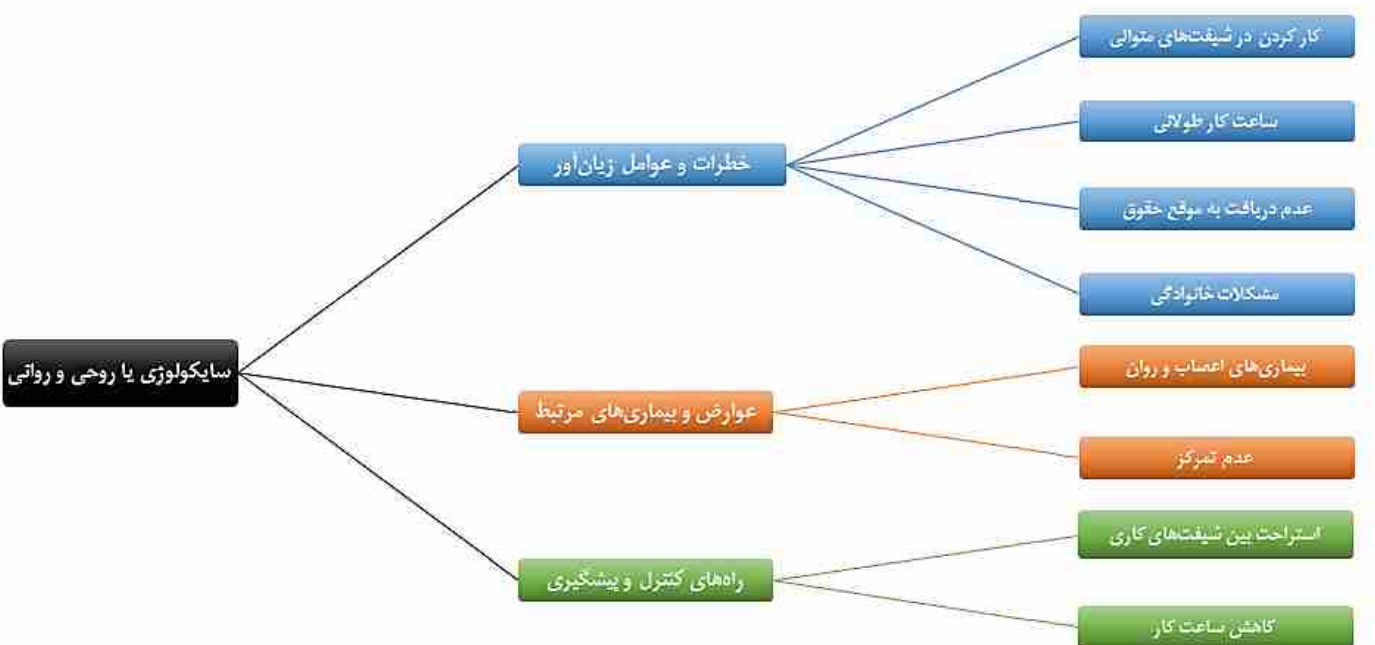 سایکولوژی یا روحی و روانی
خطرات و عوامل زیان‌آور
کار کردن در شیفت‌های متوالی
ساعت کار طولانی
عدم دریافت به موقع حقوق
مشکلات خانوادگی
عوارض و بیماری‌های مرتبط
بیماری‌های اعصاب و روان
عدم تمرکز
راه‌های کنترل و پیشگیری
استراحت بین شیفت‌های کاری
کاهش ساعت کار